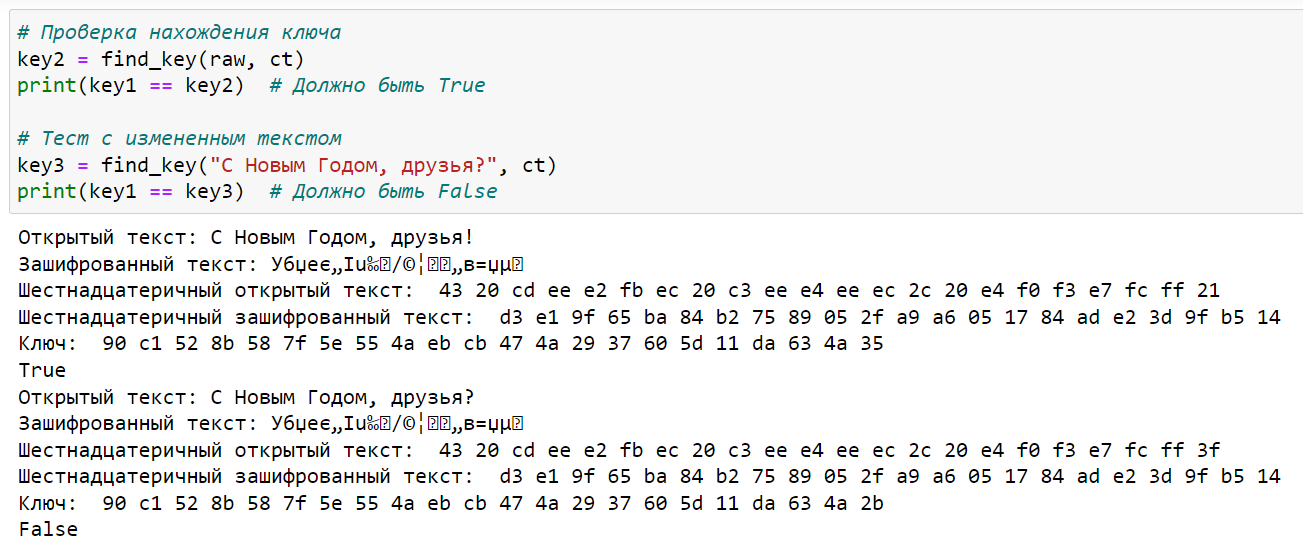 # Проверка нахождения ключа
key2 = find_key(raw, ct)
print(key1 == key2)  # Должно быть True

# Тест с измененным текстом
key3 = find_key("С Новым Годом, друзья?", ct)
print(key1 == key3)  # Должно быть False
Открытый текст: C Новым Годом, друзья!
Зашифрованный текст: Убџeє„Іu‰/©¦„­в=џµ
Шестнадцатеричный открытый текст:  43 20 cd ee e2 fb ec 20 c3 ee e4 ee ec 2c 20 e4 f0 f3 e7 fc ff 21
Шестнадцатеричный зашифрованный текст:  d3 e1 9f 65 ba 84 b2 75 89 05 2f a9 a6 05 17 84 ad e2 3d 9f b5 14
Ключ:  90 c1 52 8b 58 7f 5e 55 4a eb cb 47 4a 29 37 60 5d 11 da 63 4a 35
True
Открытый текст: C Новым Годом, друзья?
Зашифрованный текст: Убџeє„Іu‰/©¦„­в=џµ
Шестнадцатеричный открытый текст:  43 20 cd ee e2 fb ec 20 c3 ee e4 ee ec 2c 20 e4 f0 f3 e7 fc ff 3f
Шестнадцатеричный зашифрованный текст:  d3 e1 9f 65 ba 84 b2 75 89 05 2f a9 a6 05 17 84 ad e2 3d 9f b5 14
Ключ:  90 c1 52 8b 58 7f 5e 55 4a eb cb 47 4a 29 37 60 5d 11 da 63 4a 2b
False